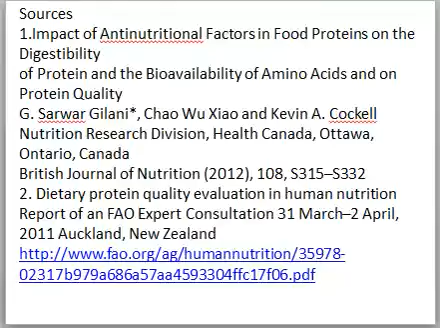 Sources
1.Impact of Antinutritional Factors in Food Proteins on the
Digestibility
of Protein and the Bioavailability of Amino Acids and on
Protein Quality
G. Sarwar Gilani*, Chao Wu Xiao and Kevin A. Cockell
Nutrition Research Division, Health Canada, Ottawa,
Ontario, Canada
British Journal of Nutrition (2012), 108, S315–S332
2. Dietary protein quality evaluation in human nutrition
Report of an FAO Expert Consultation 31 March–2 April,
2011 Auckland, New Zealand
http://www.fao.org/ag/humannutrition/35978-
02317b979a686a57aa4593304ffc17f06.pdf